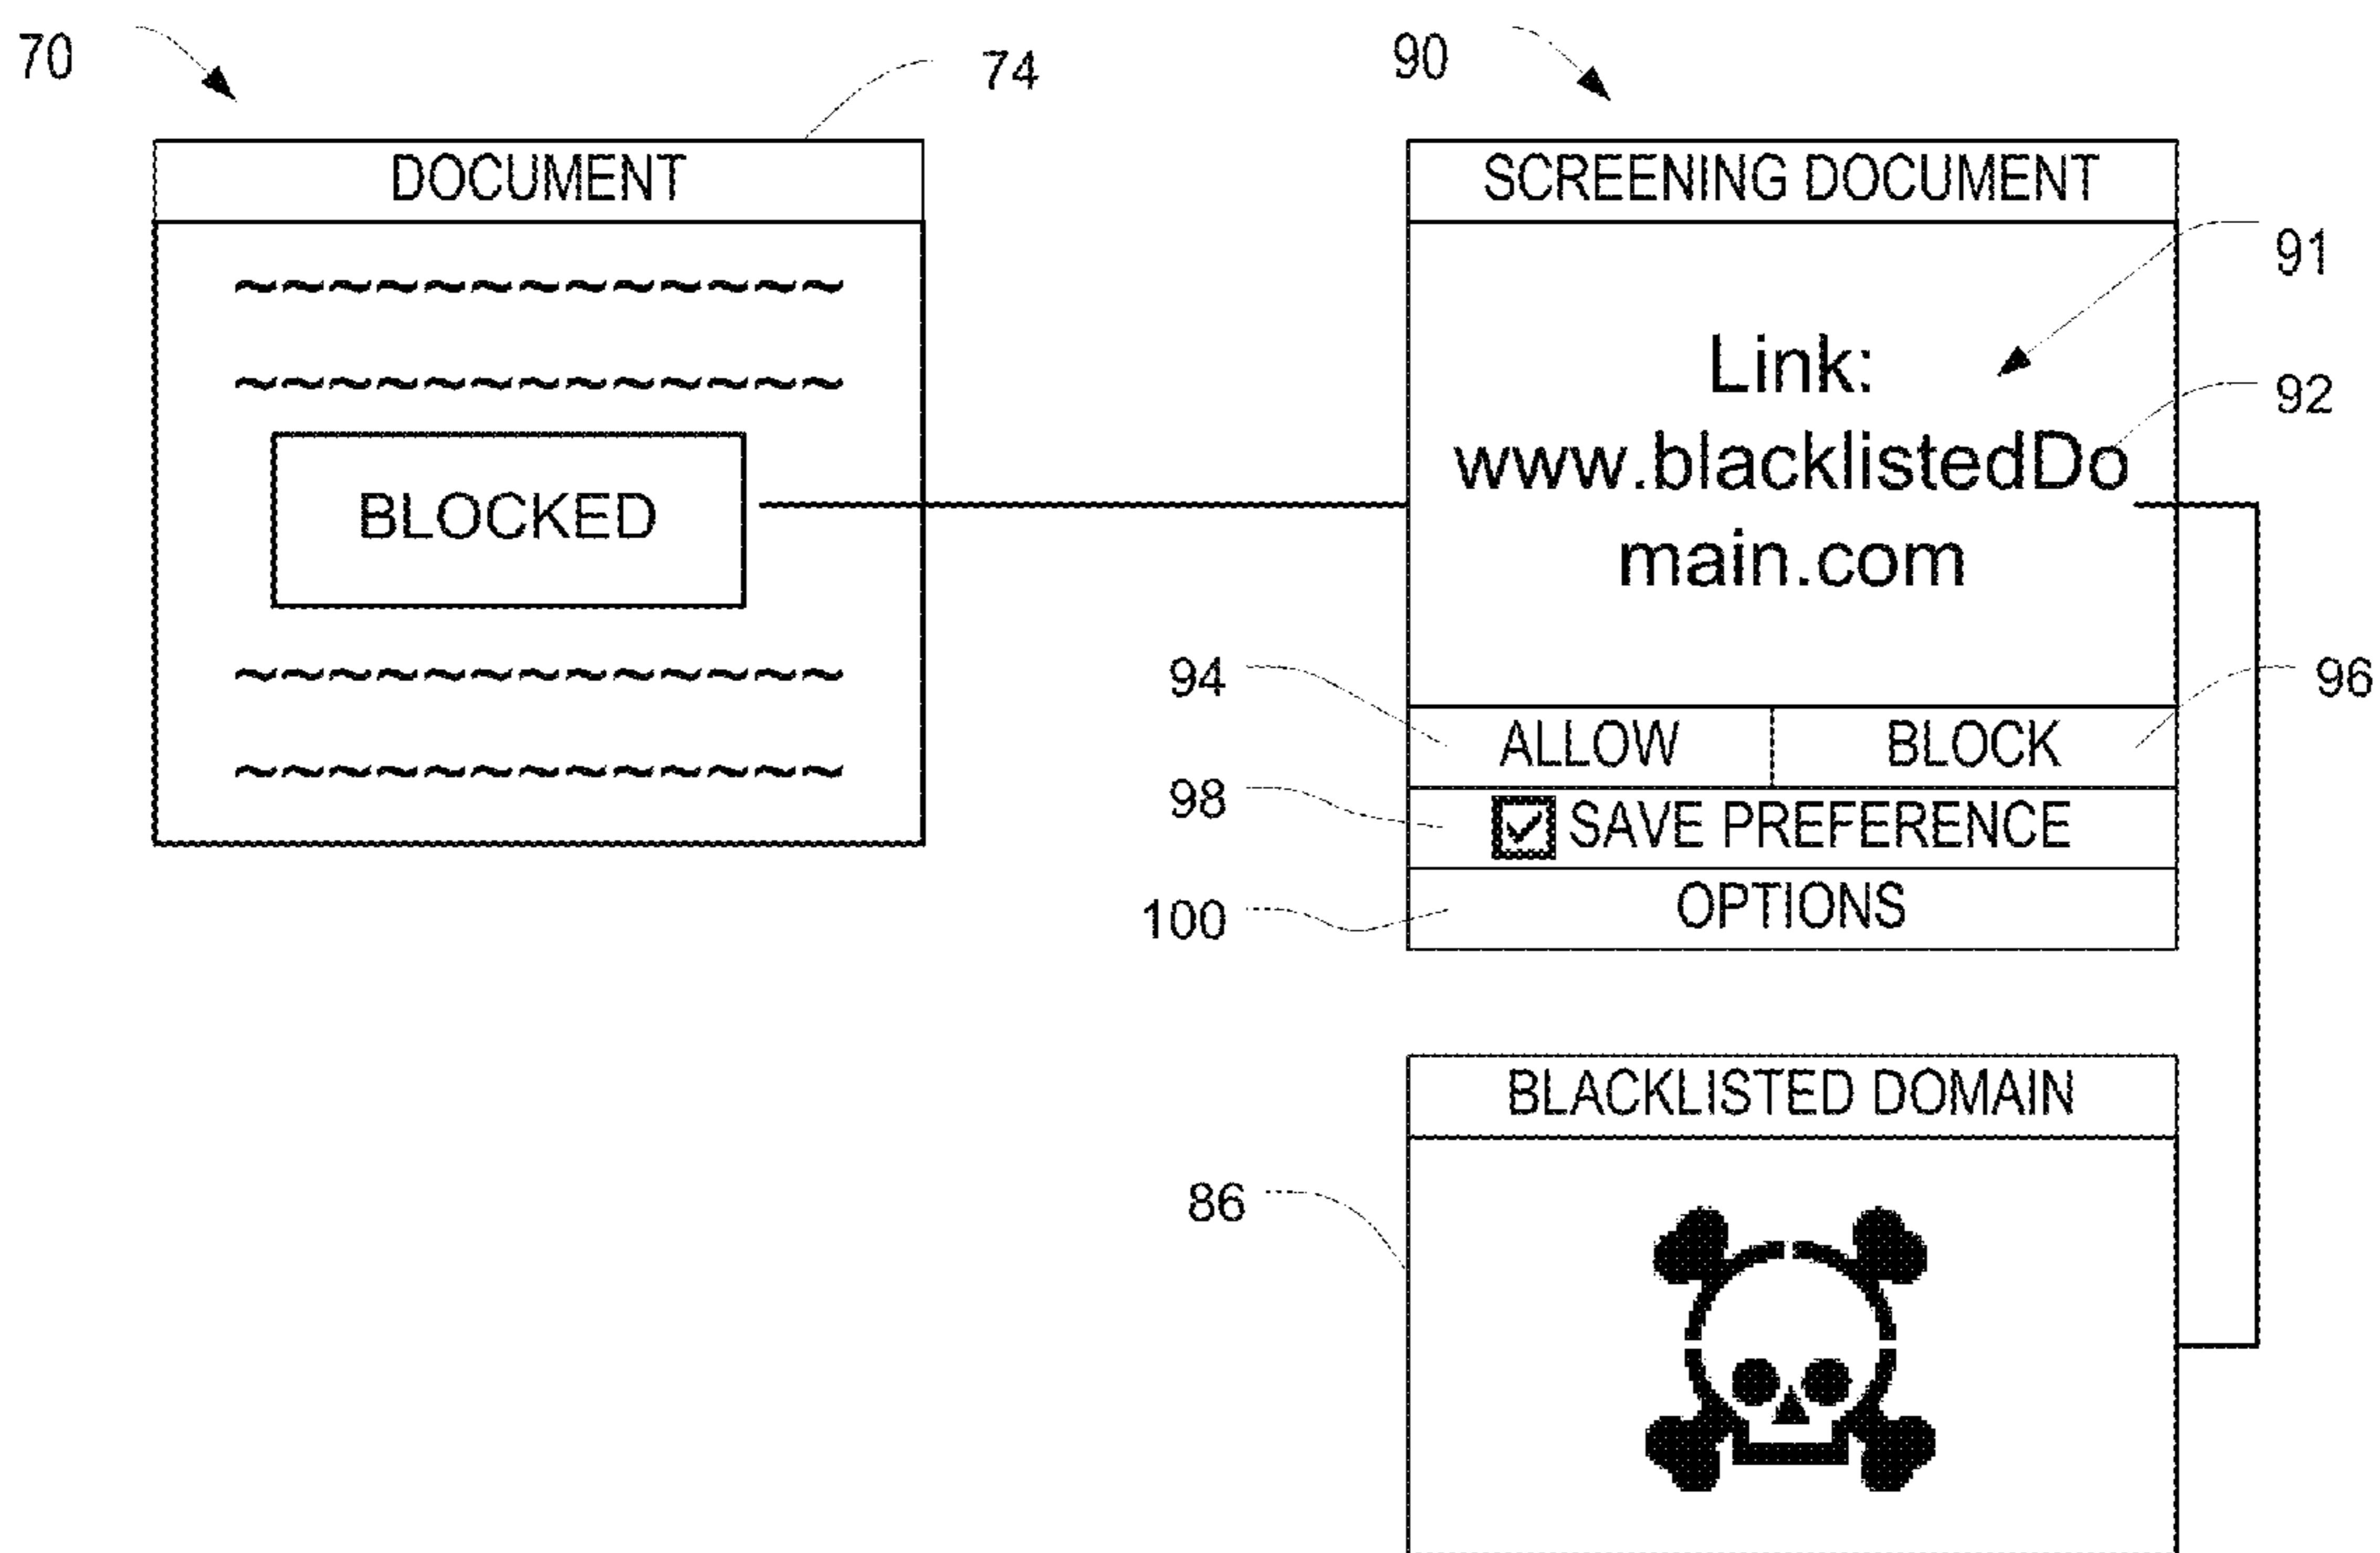 70
74
DOCUMENT
BLOCKED
90
SCREENING DOCUMENT
91
Link:
92
www.blacklistedDo
main.com
94
96
ALLOW
BLOCK
98
SAVE PREFERENCE
100
OPTIONS
BLACKLISTED DOMAIN
86